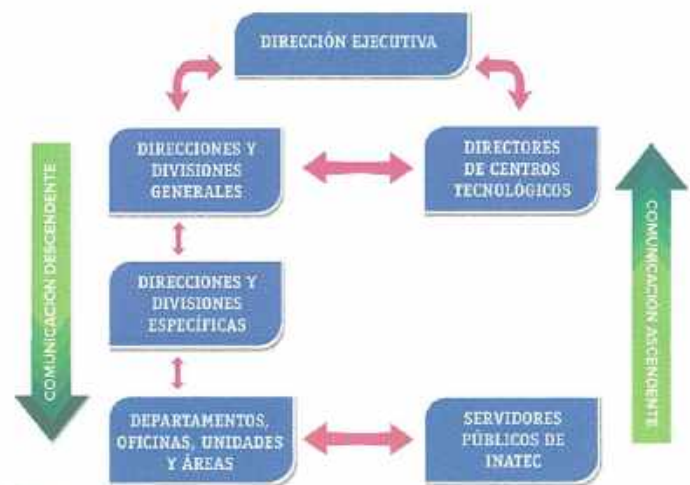 DIRECCIÓN EJECUTIVA
DIRECCIONES Y
DIVISIONES
GENERALES
DIRECTORES
DE CENTROS
TECNOLÓGICOS
COMUNICACIÓN DESCENDENTE
COMUNICACIÓN ASCENDENTE
DIRECCIONES Y
DIVISIONES
ESPECÍFICAS
DEPARTAMENTOS,
OFICINAS, UNIDADES
Y ÁREAS
SERVIDORES
PÚBLICOS DE
INATEC